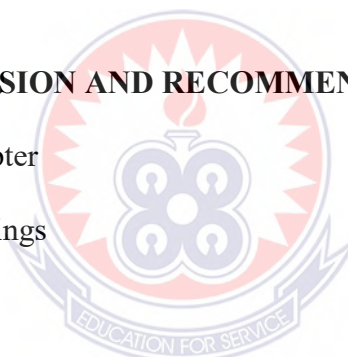 SION AND RECOMMEN
pter
ings
EDUCATION FOR SERVICE